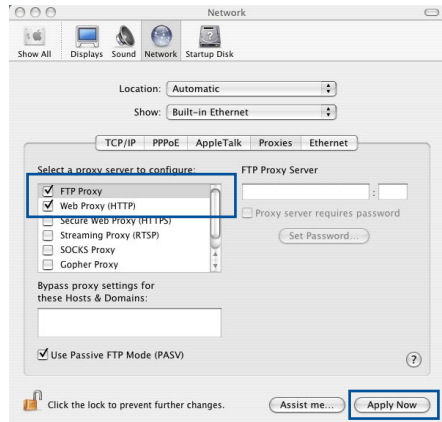 Network
Show All Displays Sound Network Startup Disk
Location: Automatic
Show: Built-in Ethernet
TCP/IP PPPoE AppleTalk Proxies Ethernet
Select a proxy server to configure: FTP Proxy Server
FTP Proxy
Web Proxy (HTTP) :
Secure Web Proxy (HTTPS) Proxy server requires password
Streaming Proxy (RTSP) Set Password...
SOCKS Proxy
Gopher Proxy
Bypass proxy settings for
these Hosts & Domains:
Use Passive FTP Mode (PASV) ?
Click the lock to prevent further changes. Assist me... Apply Now